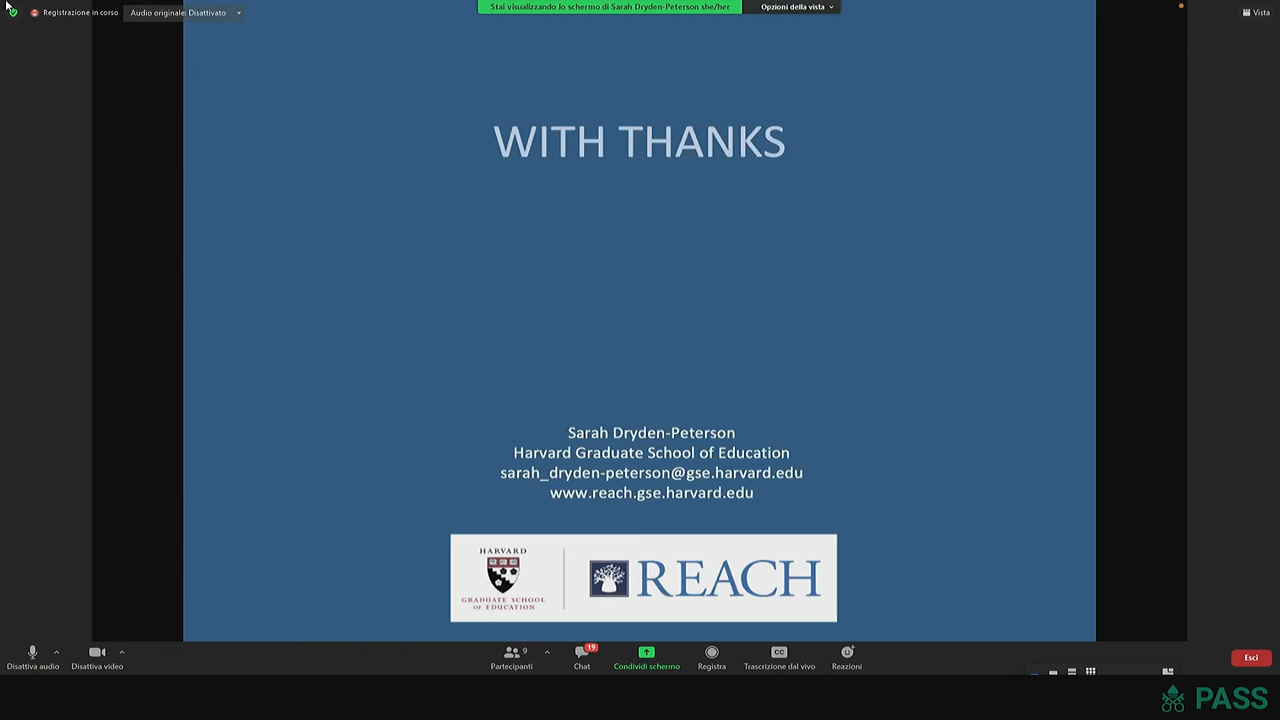 Registrazione in corso
Audio originale: Disattivato
Stai visualizzando lo schermo di Sarah Dryden-Peterson she/her
Opzioni della vista
Vista
WITH THANKS
Sarah Dryden-Peterson
Harvard Graduate School of Education
sarah_dryden-peterson@gse.harvard.edu
www.reach.gse.harvard.edu
HARVARD
GRADUATE SCHOOL
OF EDUCATION
REACH
Disattiva audio
Disattiva video
Partecipanti
9
Chat
19
Condividi schermo
Registra
CC
Trascrizione dal vivo
Reazioni
Esci
PASS